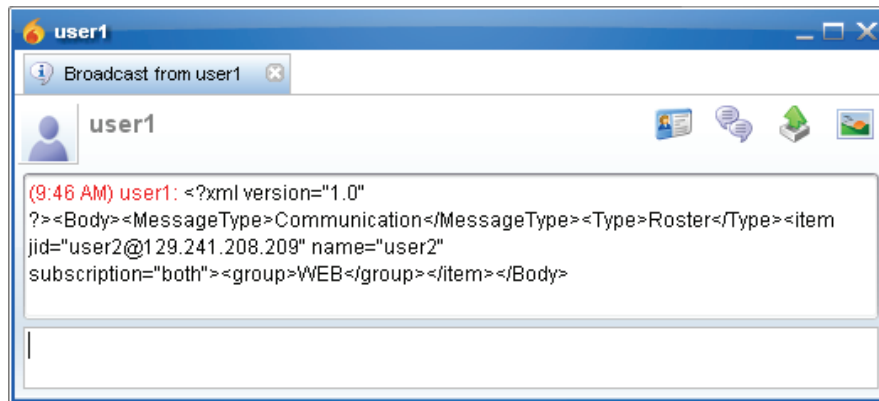 user1
Broadcast from user1
user1
(9:46 AM) user1: <?xml version="1.0"
?><Body><MessageType>Communication</MessageType><Type>Roster</Type><item
jid="user2@129.241.208.209" name="user2"
subscription="both"><group>WEB</group></item></Body>